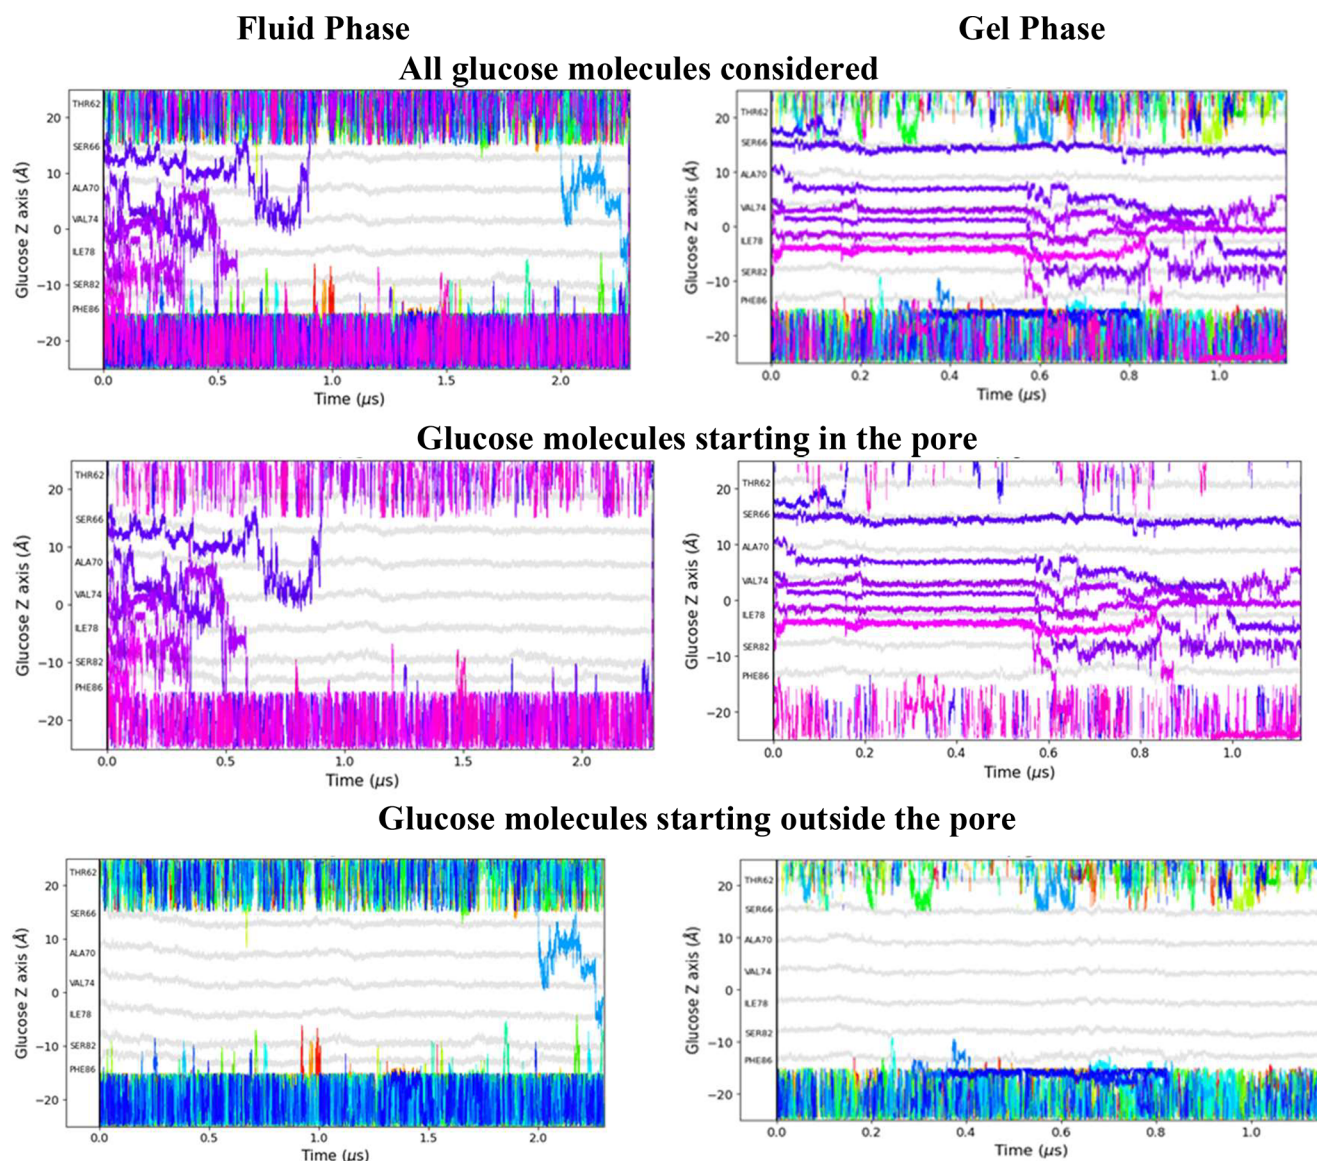 Fluid Phase
Gel Phase
All glucose molecules considered
Glucose Z axis (Å)
20
10
0
−10
−20
THR62
SER66
ALA70
VAL74
ILE78
SER82
PHE86
0.0 0.5 1.0 1.5 2.0
Time (μs)
Glucose Z axis (Å)
20
10
0
−10
−20
THR62
SER66
ALA70
VAL74
ILE78
SER82
PHE86
0.0 0.2 0.4 0.6 0.8 1.0
Time (μs)
Glucose molecules starting in the pore
Glucose Z axis (Å)
20
10
0
−10
−20
THR62
SER66
ALA70
VAL74
ILE78
SER82
PHE86
0.0 0.5 1.0 1.5 2.0
Time (μs)
Glucose Z axis (Å)
20
10
0
−10
−20
THR62
SER66
ALA70
VAL74
ILE78
SER82
PHE86
0.0 0.2 0.4 0.6 0.8 1.0
Time (μs)
Glucose molecules starting outside the pore
Glucose Z axis (Å)
20
10
0
−10
−20
THR62
SER66
ALA70
VAL74
ILE78
SER82
PHE86
0.0 0.5 1.0 1.5 2.0
Time (μs)
Glucose Z axis (Å)
20
10
0
−10
−20
THR62
SER66
ALA70
VAL74
ILE78
SER82
PHE86
0.0 0.2 0.4 0.6 0.8 1.0
Time (μs)